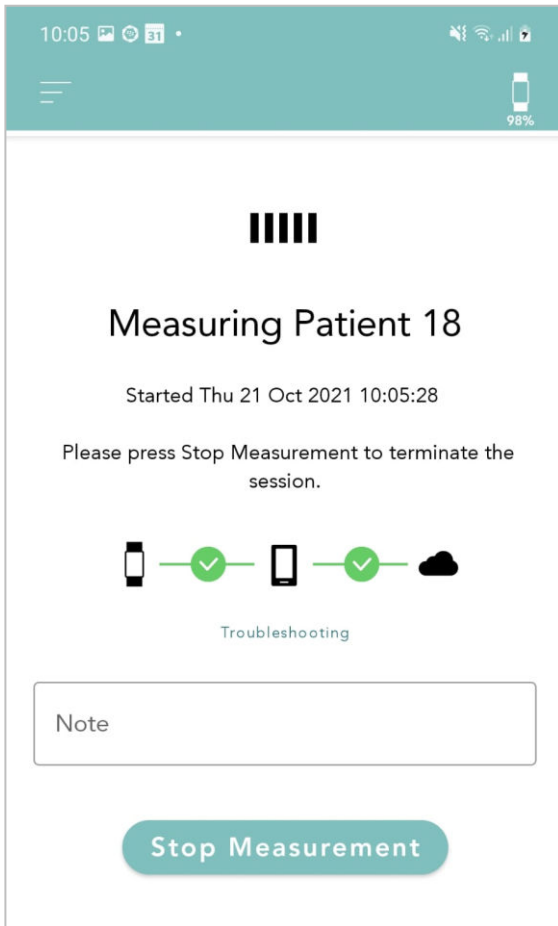 10:05
31
98%
Measuring Patient 18
Started Thu 21 Oct 2021 10:05:28
Please press Stop Measurement to terminate the
session.
Troubleshooting
Note
Stop Measurement